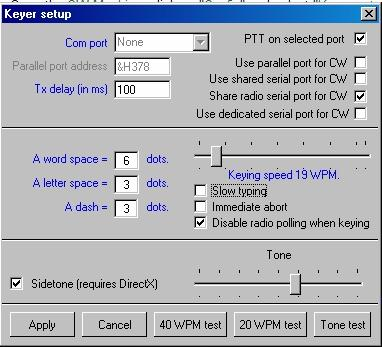 Keyer setup
Com port None PTT on selected port
Parallel port address &H378 Use parallel port for CW
Use shared serial port for CW
Tx delay (in ms) 100 Share radio serial port for CW
Use dedicated serial port for CW
A word space = 6 dots.
Keying speed 19 WPM.
A letter space = 3 dots. Slow typing
Immediate abort
A dash = 3 dots. Disable radio polling when keying
Tone
Sidetone (requires DirectX)
Apply Cancel 40 WPM test 20 WPM test Tone test